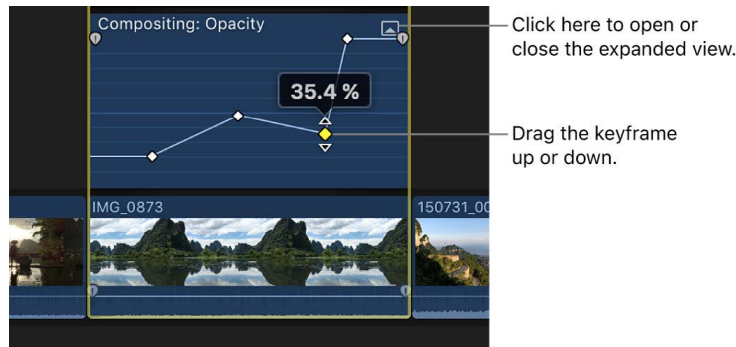 Compositing: Opacity
Click here to open or
close the expanded view.
35.4 %
Drag the keyframe
up or down.
IMG_0873
150731_00